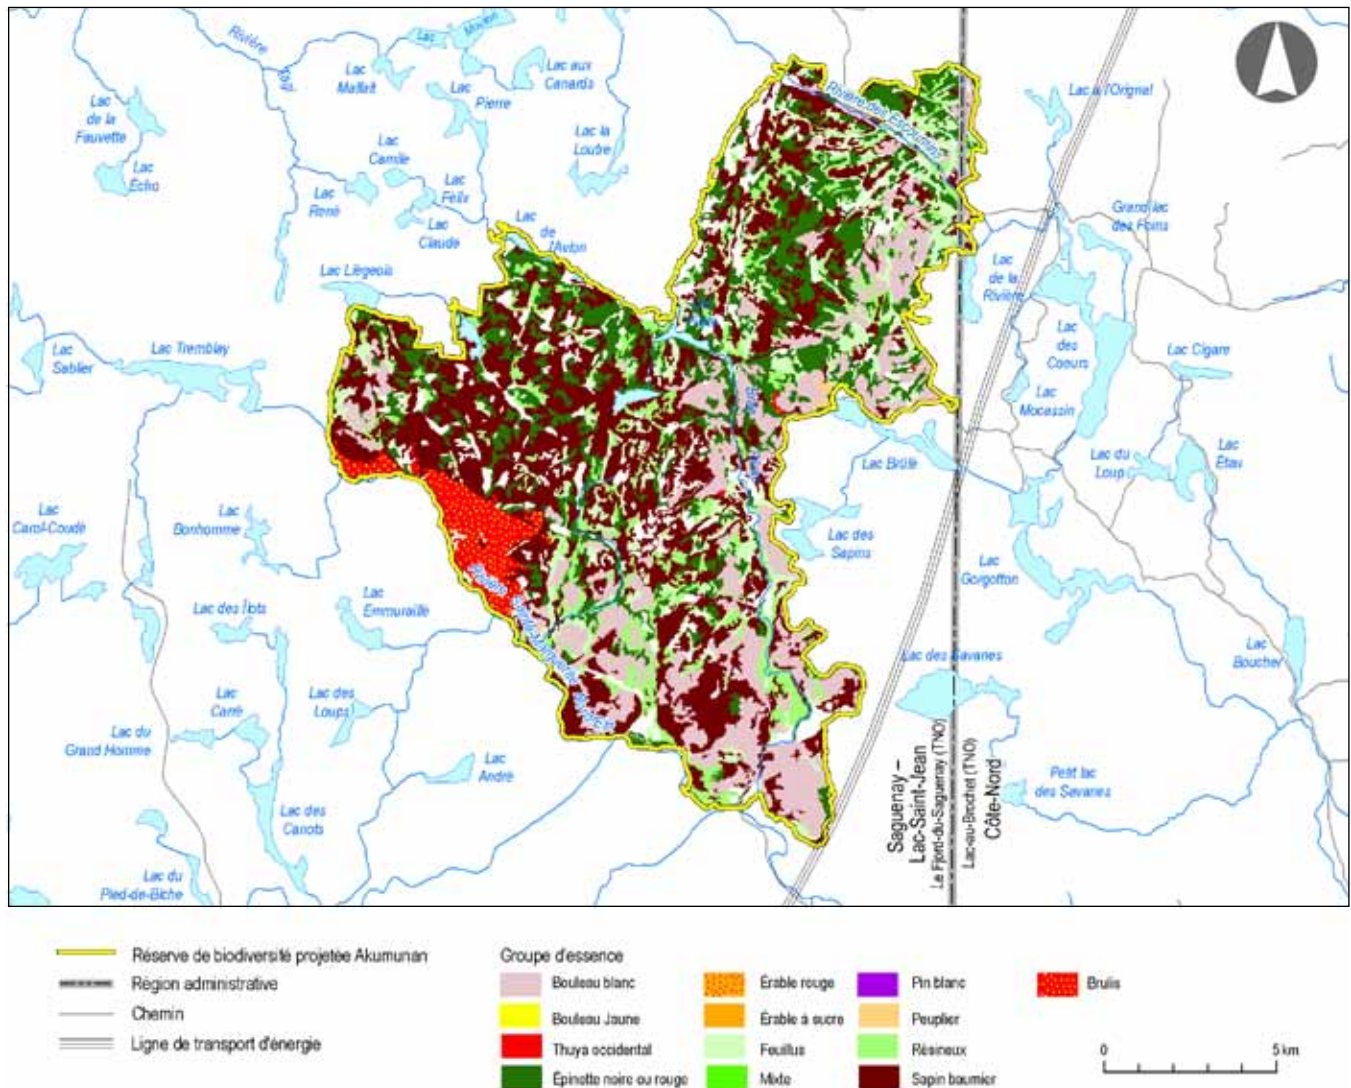 Rivière
Lac
Lac
Malfait
Lac
Pierre
Lac aux
Canards
Lac
de la
Fauvette
Lac
Écho
Lac
Camille
Lac la
Loutre
Lac
René
Lac
Félix
Lac
Claude
Lac
de
l'Avion
Rivière des Escoumins
Lac à l'Orignal
Grand lac
des Foins
Lac Liégeois
Lac
de la
Rivière
Lac
Sablier
Lac Tremblay
Lac
des
Coeurs
Lac Cigare
Lac
Mocassin
Lac Brûlé
Lac du
Loup
Lac
Étau
Lac
Carol-Coudé
Lac
Bonhomme
Lac des
Sapins
Lac
Gorgotton
Lac des Îlots
Lac
Emmuraillé
Lac des Savanes
Lac
Boucher
Lac
Carré
Lac des
Loups
Lac du
Grand Homme
Lac
André
Petit lac
des Savanes
Lac des
Canots
Lac du
Pied-de-Biche
Saguenay –
Lac-Saint-Jean
Le Fjord-du-Saguenay (TNO)
Lac-au-Brochet (TNO)
Côte-Nord
Réserve de biodiversité projetée Akumunan
Région administrative
Chemin
Ligne de transport d'énergie
Groupe d'essence
Bouleau blanc
Bouleau Jaune
Thuya occidental
Épinette noire ou rouge
Érable rouge
Érable à sucre
Feuillus
Mixte
Pin blanc
Peuplier
Résineux
Sapin baumier
Brulis
0 5 km